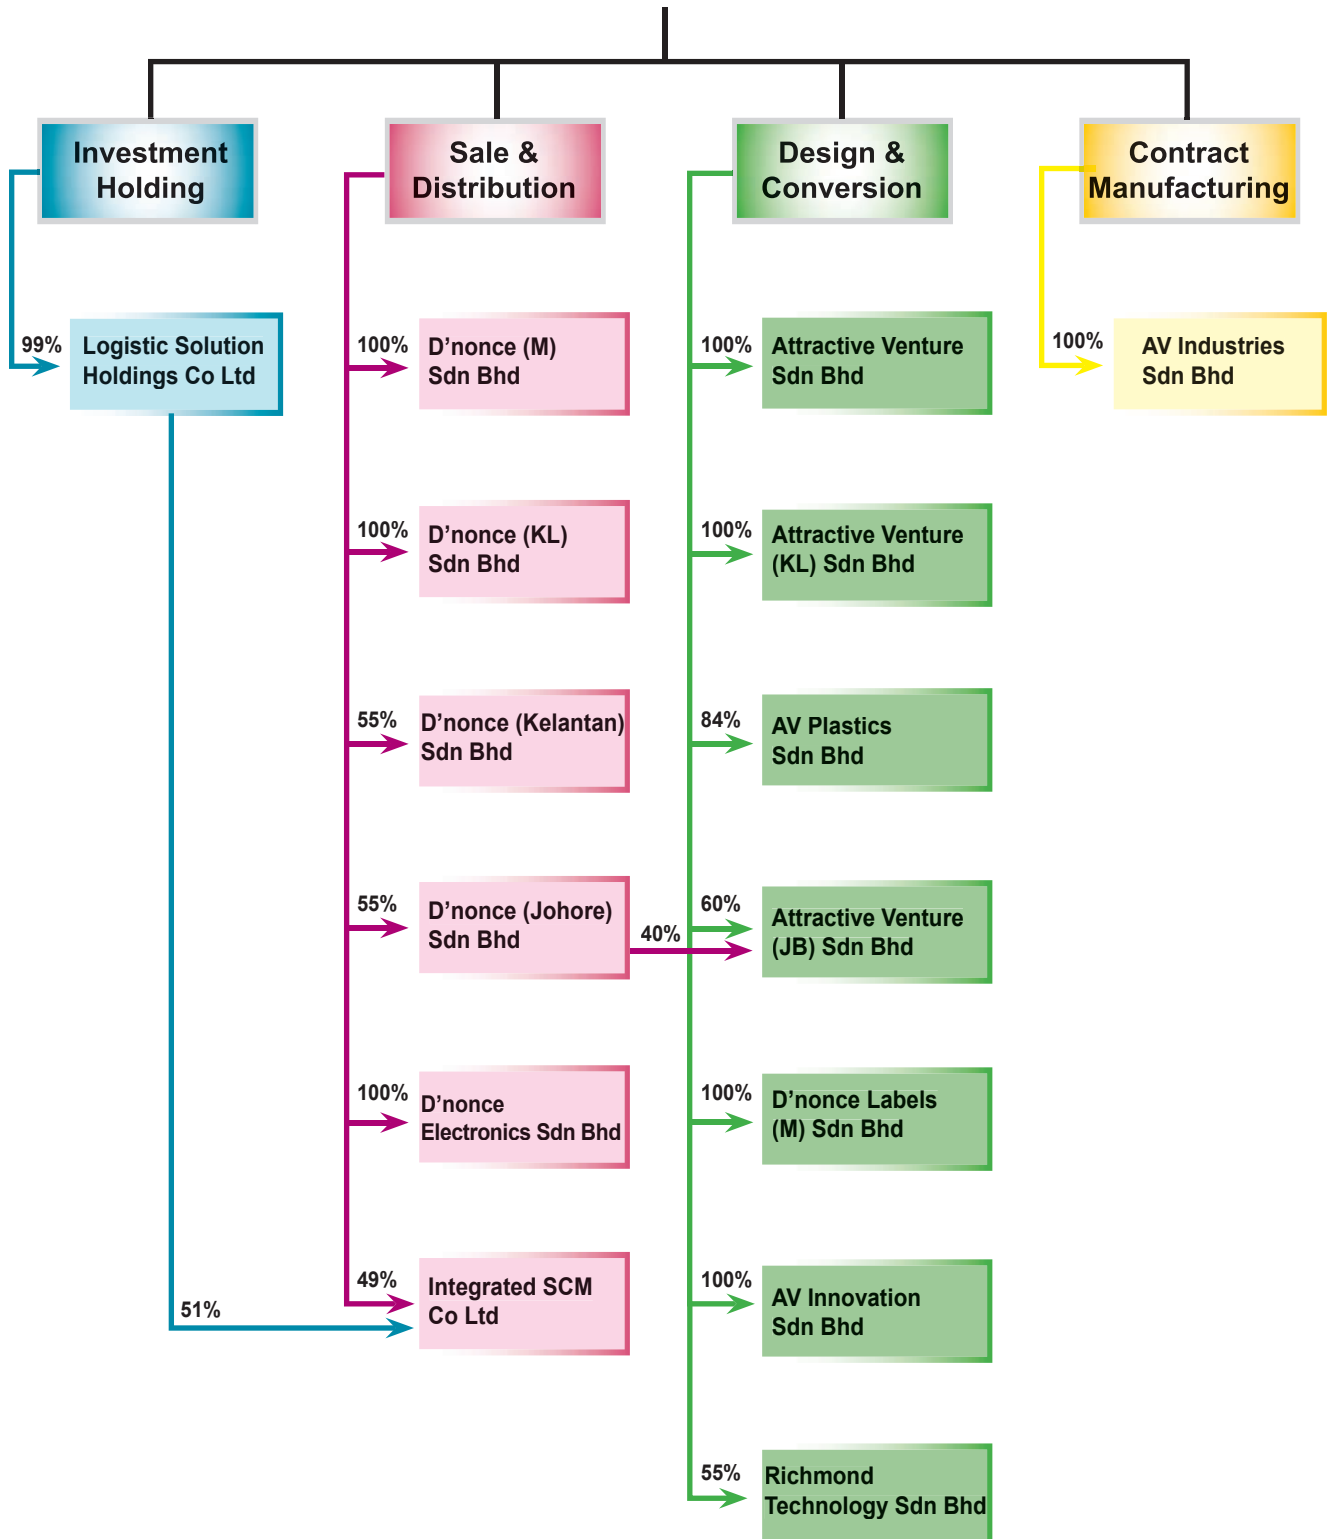 Investment
Holding
Sale &
Distribution
Design &
Conversion
Contract
Manufacturing
99%
Logistic Solution
Holdings Co Ltd
51%
100%
D'nonce (M)
Sdn Bhd
100%
D'nonce (KL)
Sdn Bhd
55%
D'nonce (Kelantan)
Sdn Bhd
55%
D'nonce (Johore)
Sdn Bhd
40%
100%
D'nonce
Electronics Sdn Bhd
49%
Integrated SCM
Co Ltd
100%
Attractive Venture
Sdn Bhd
100%
Attractive Venture
(KL) Sdn Bhd
84%
AV Plastics
Sdn Bhd
60%
Attractive Venture
(JB) Sdn Bhd
100%
D'nonce Labels
(M) Sdn Bhd
100%
AV Innovation
Sdn Bhd
55%
Richmond
Technology Sdn Bhd
100%
AV Industries
Sdn Bhd